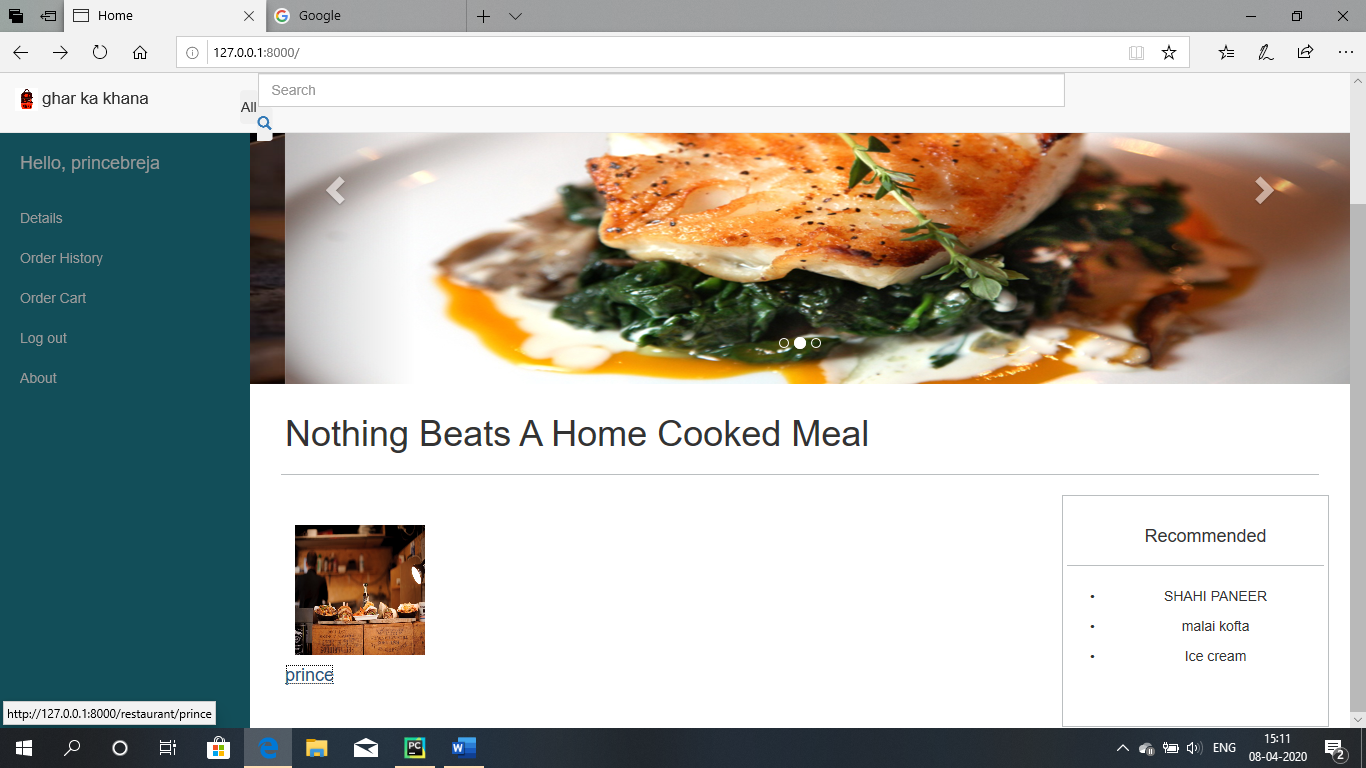 Home
Google
127.0.0.1:8000/
ghar ka khana
All
Search
Hello, princebreja
Details
Order History
Order Cart
Log out
About
Nothing Beats A Home Cooked Meal
prince
Recommended
• SHAHI PANEER
• malai kofta
• Ice cream
http://127.0.0.1:8000/restaurant/prince
PC
W
ENG
15:11
08-04-2020
2